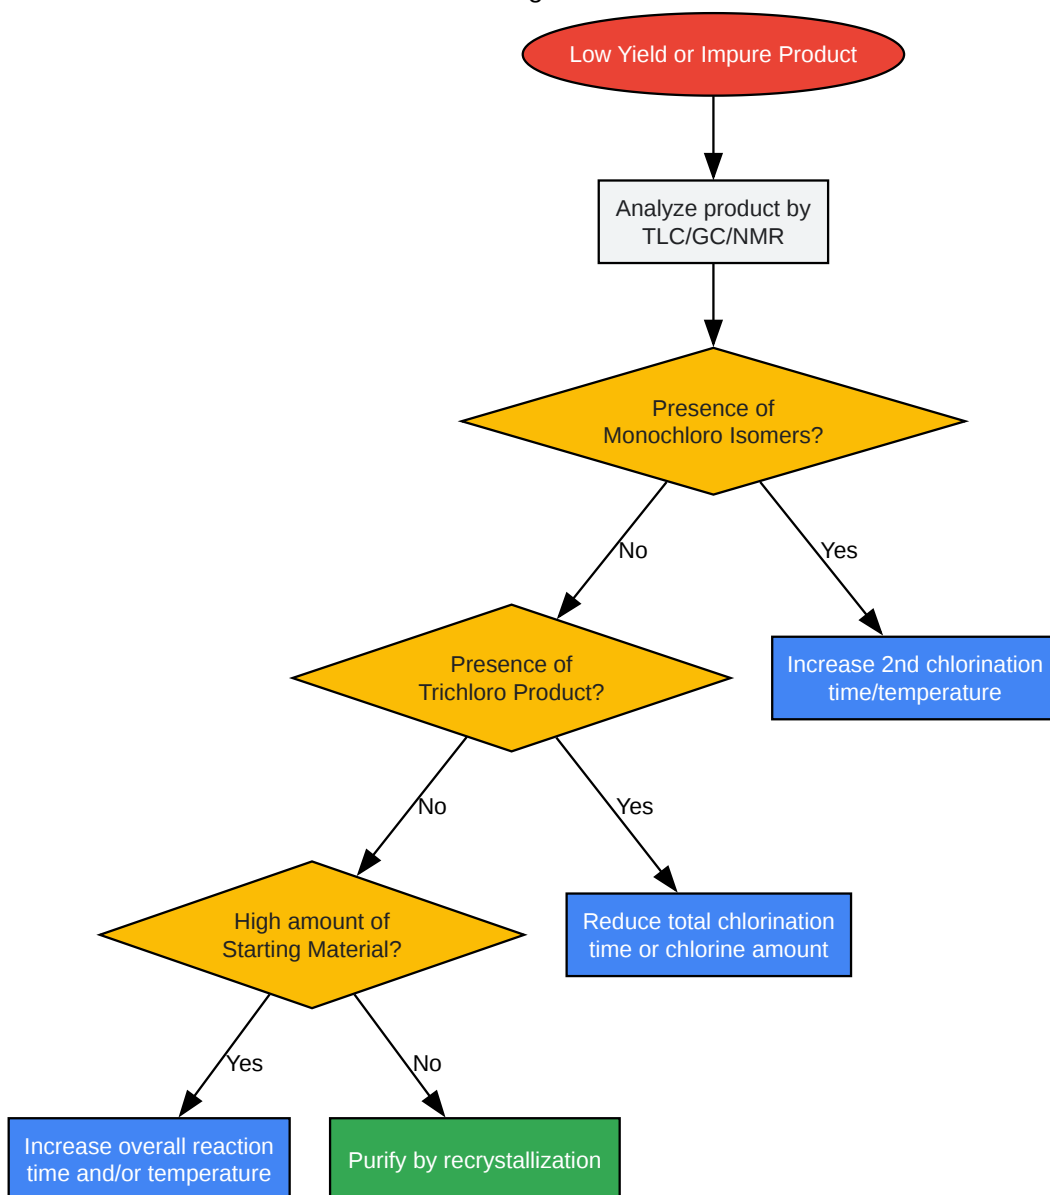 Low Yield or Impure Product
Analyze product by
TLC/GC/NMR
Presence of
Monochloro Isomers?
No
Yes
Presence of
Trichloro Product?
Increase 2nd chlorination
time/temperature
No
Yes
High amount of
Starting Material?
Reduce total chlorination
time or chlorine amount
Yes
No
Increase overall reaction
time and/or temperature
Purify by recrystallization